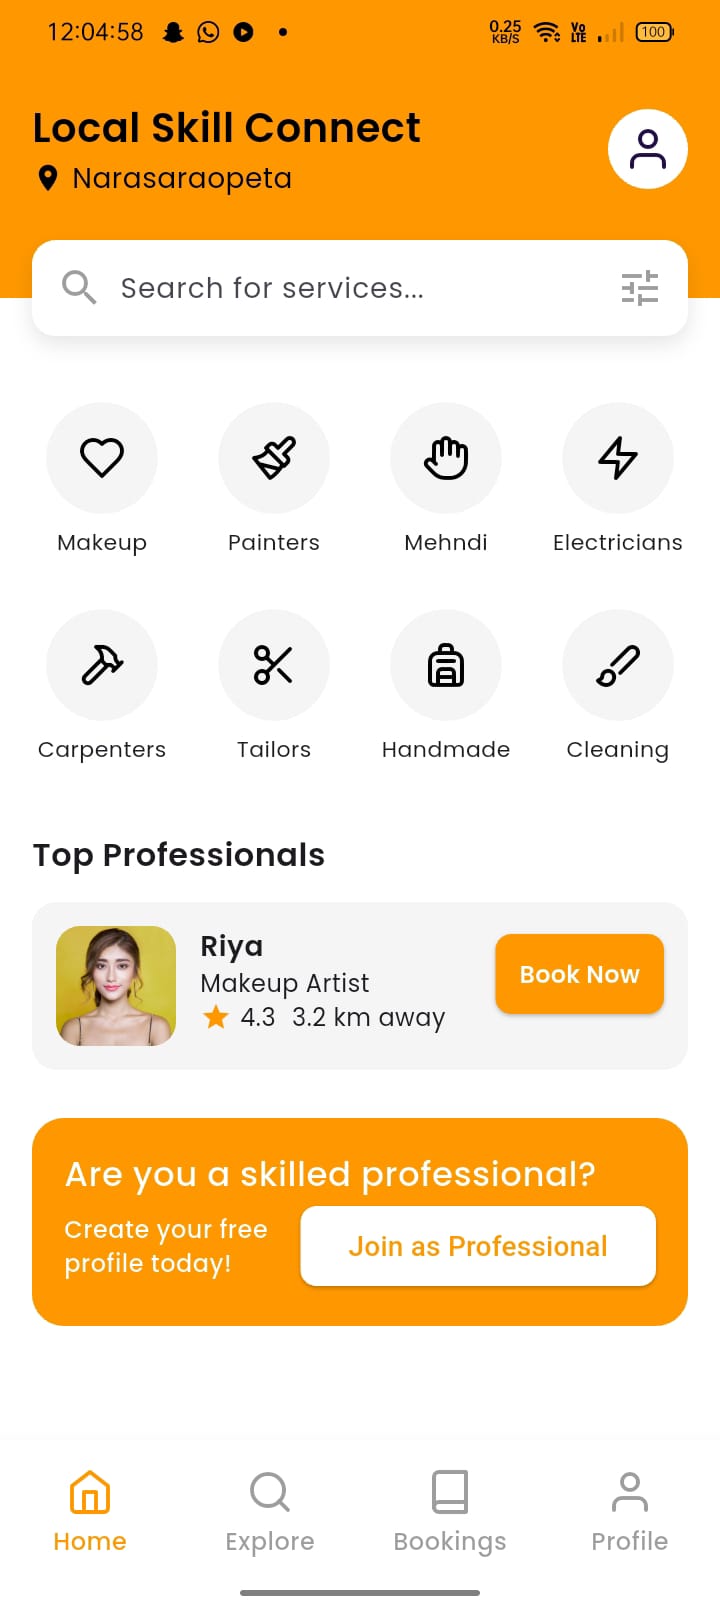 12:04:58
0.25
KB/S
Vo
LTE
100
Local Skill Connect
Narasaraopeta
Search for services...
Makeup Painters Mehndi Electricians
Carpenters Tailors Handmade Cleaning
Top Professionals
Riya
Makeup Artist
4.3 3.2 km away
Book Now
Are you a skilled professional?
Create your free
profile today!
Join as Professional
Home Explore Bookings Profile